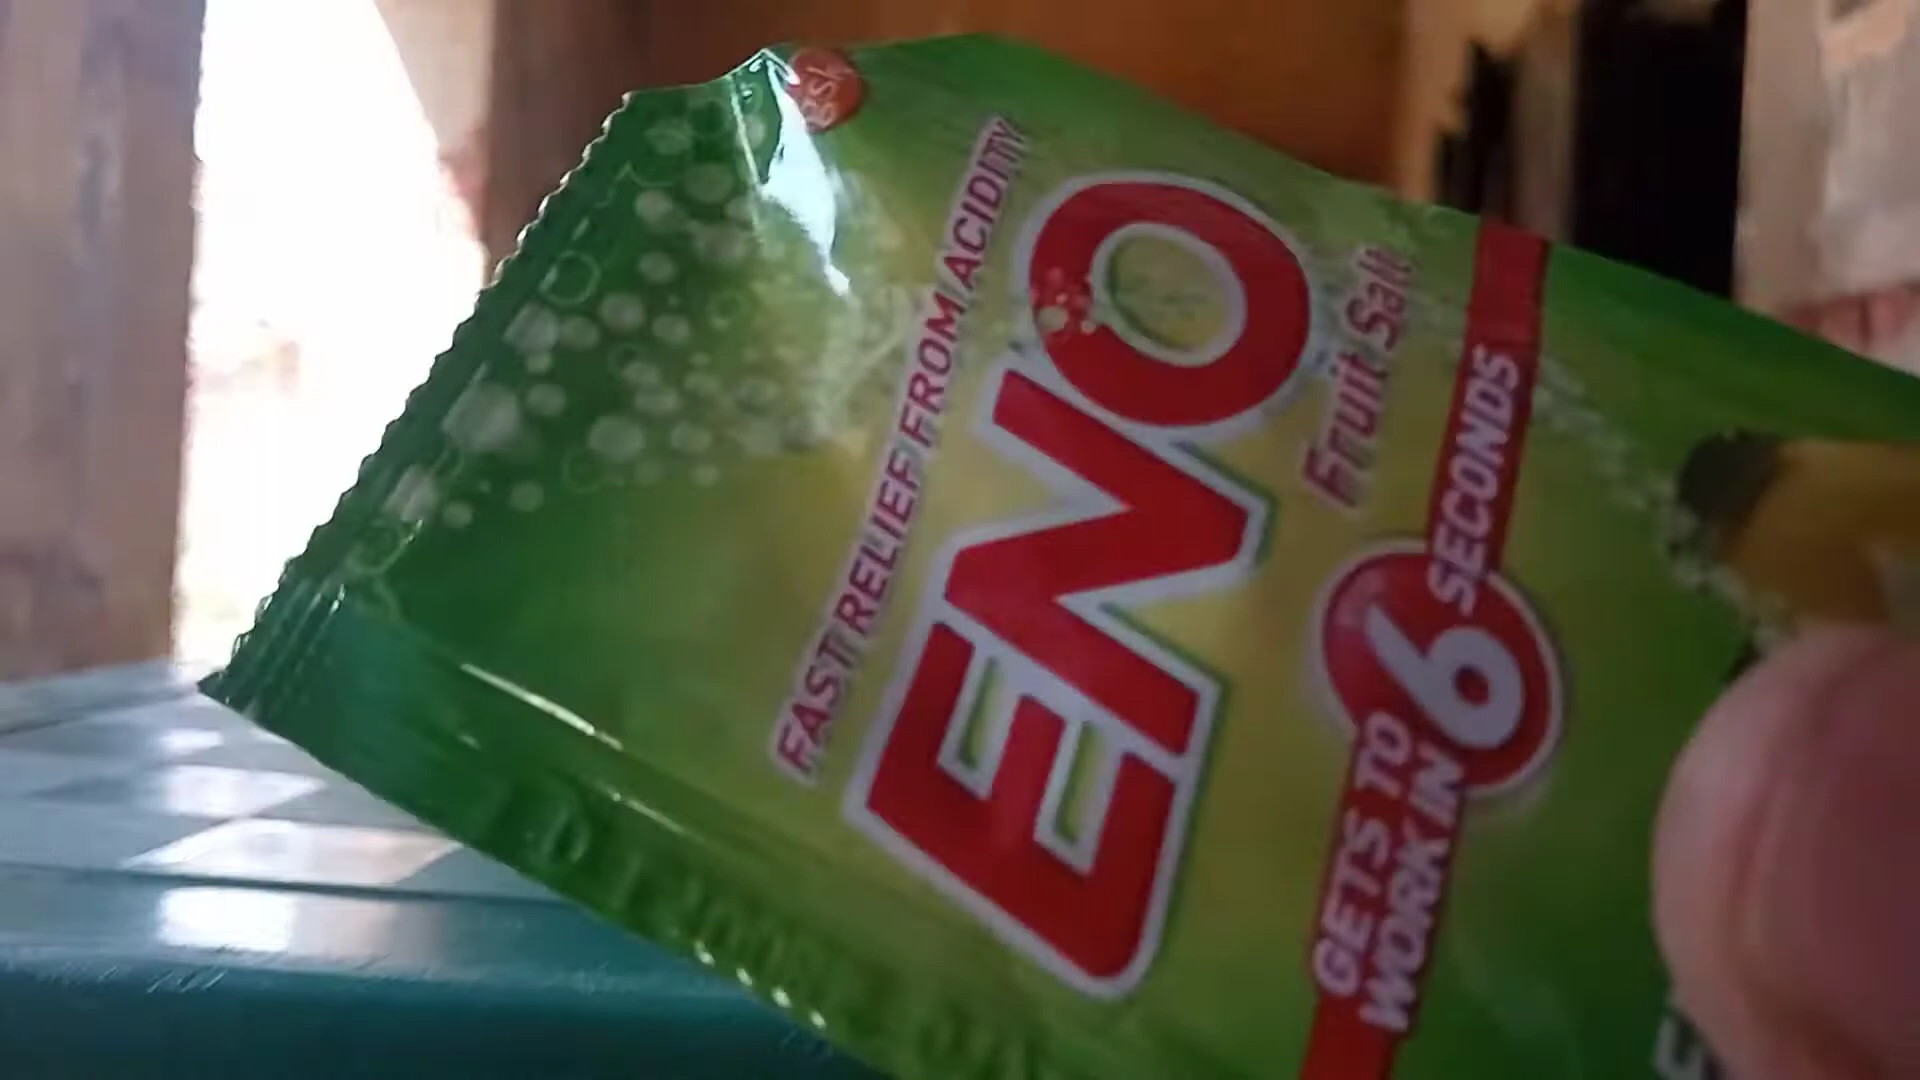 FAST RELIEF FROM ACIDITY
ENO
Fruit Salt
GETS TO
WORK IN
6
SECONDS